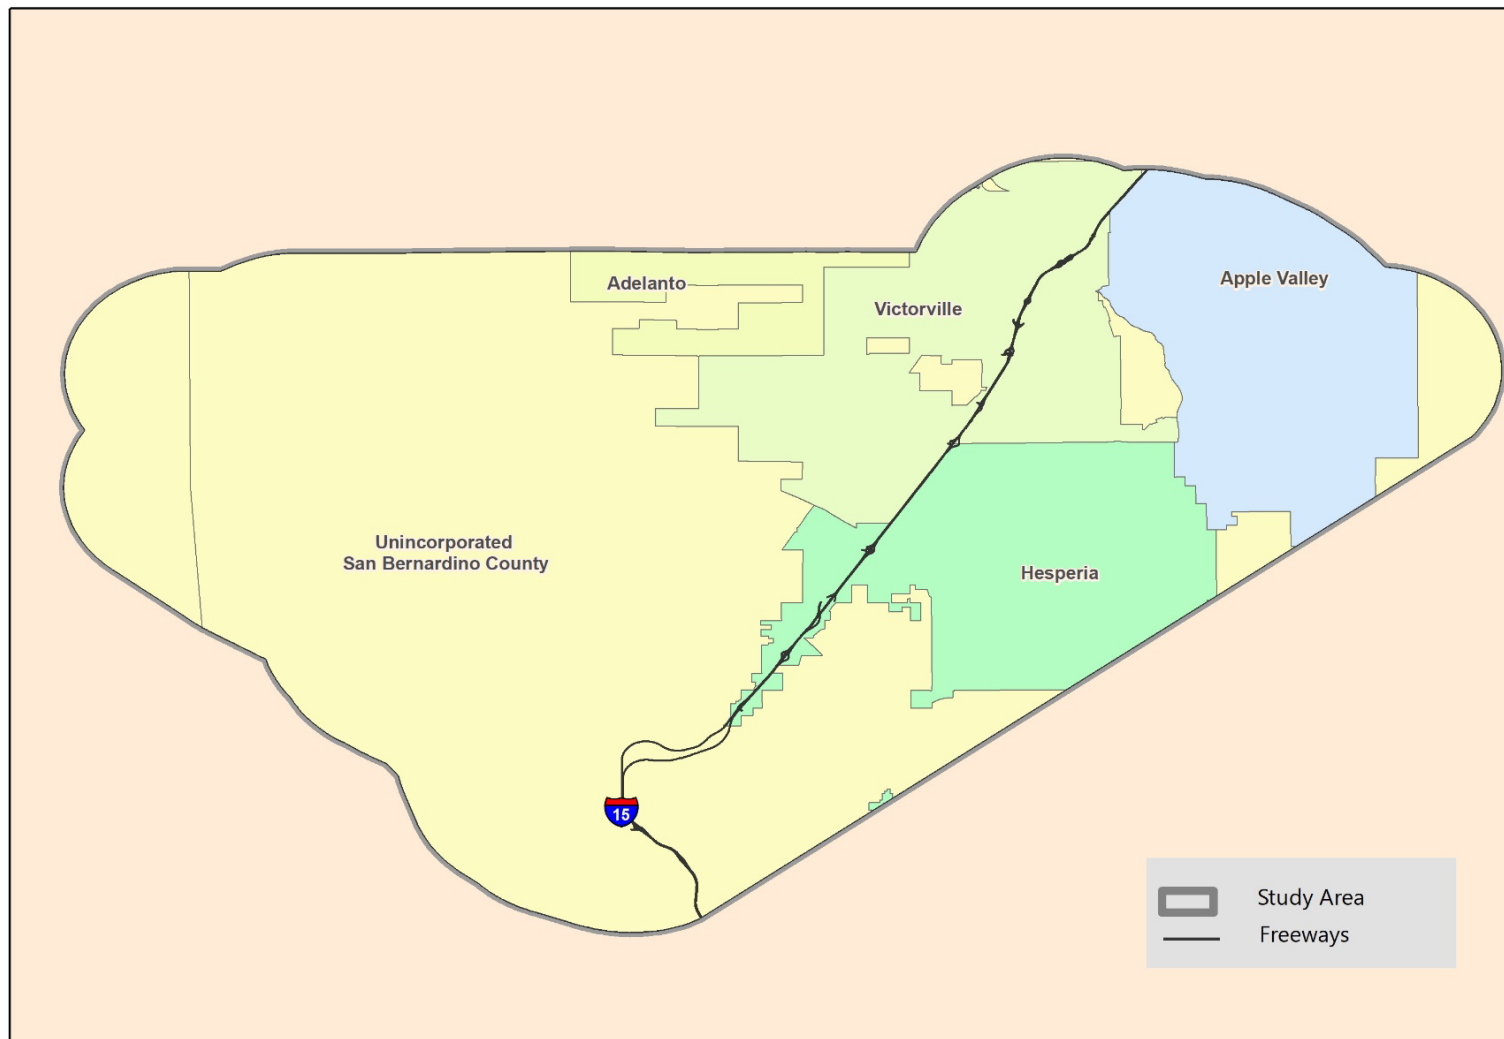 Adelanto
Apple Valley
Victorville
Unincorporated
San Bernardino County
Hesperia
15
Study Area
Freeways